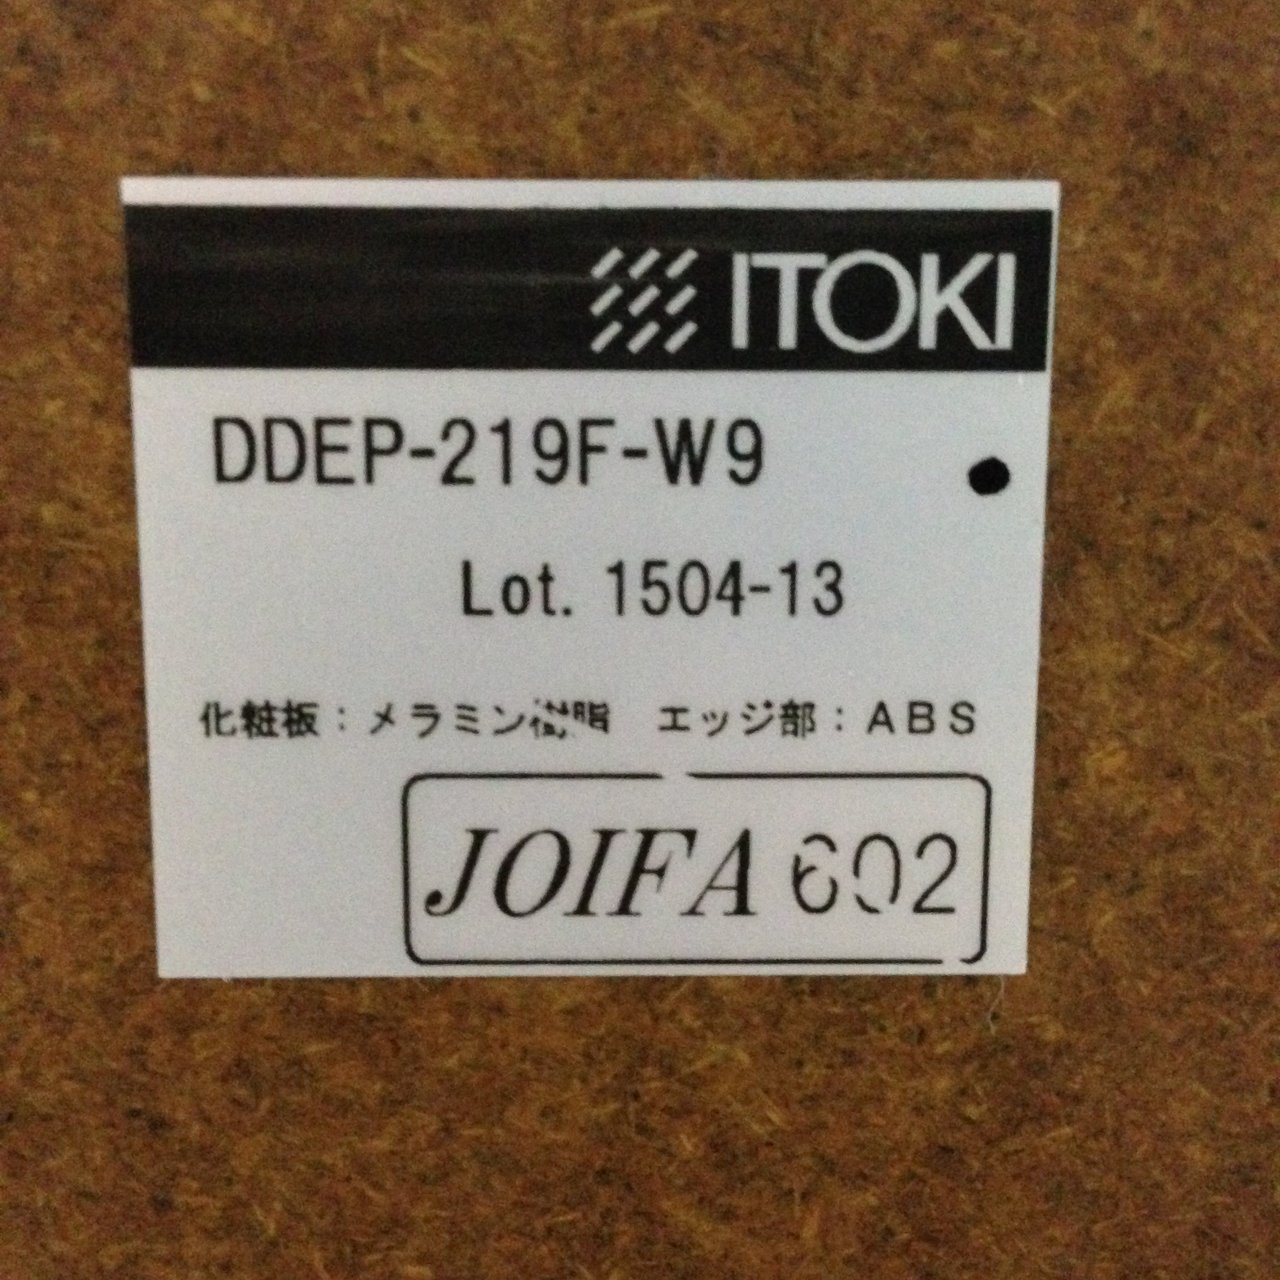 ITOKI
DDEP-219F-W9
Lot. 1504-13
化粧板：メラミン樹脂　エッジ部：ＡＢＳ
JOIFA 602